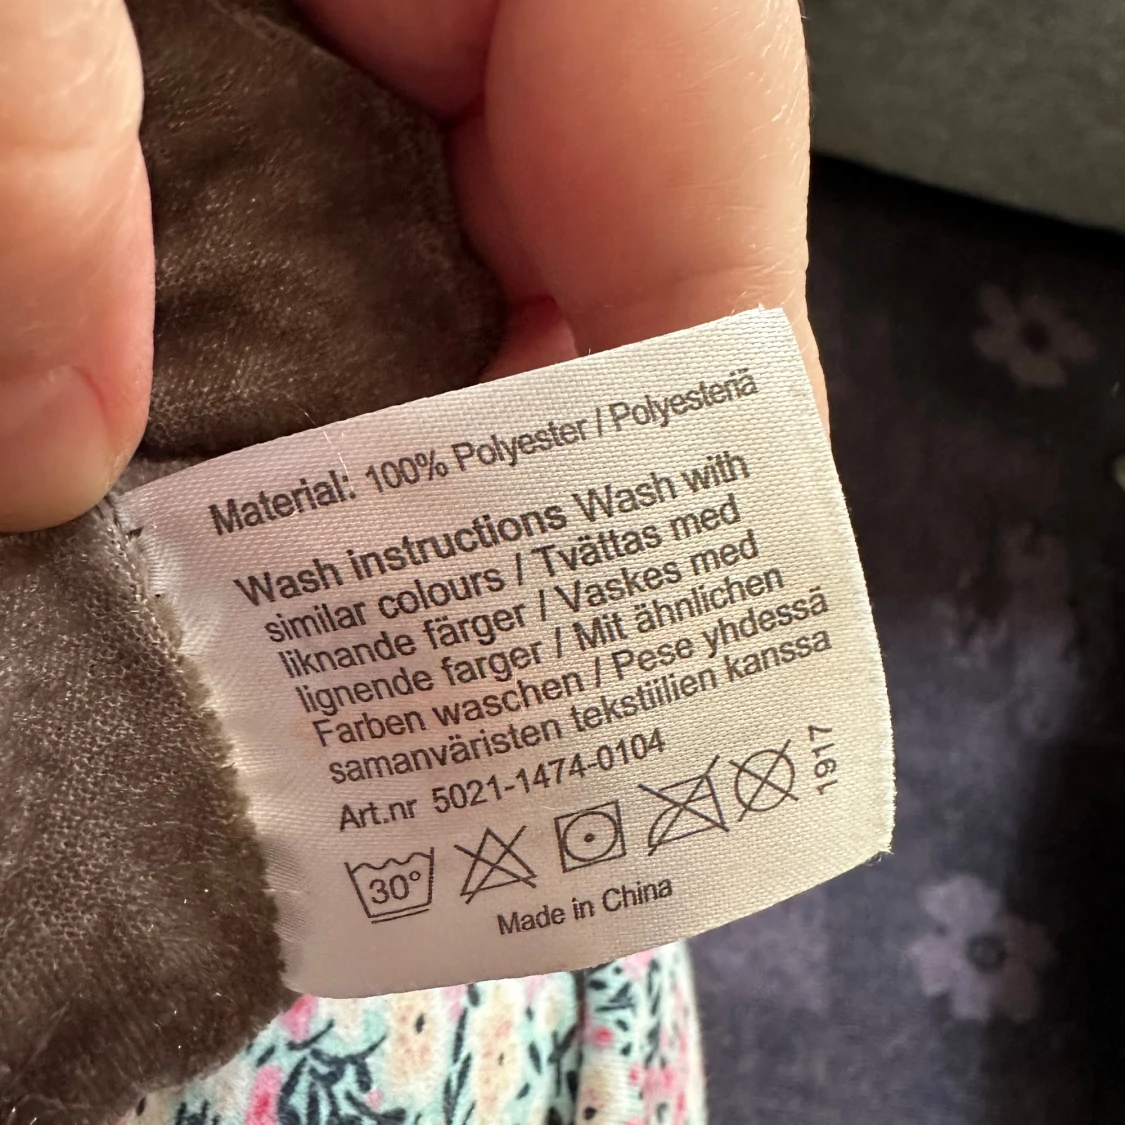 Material: 100% Polyester / Polyesteriä
Wash instructions Wash with
similar colours / Tvättas med
liknande färger / Vaskes med
lignende farger / Mit ähnlichen
Farben waschen / Pese yhdessä
samanväristen tekstiilien kanssa
Art.nr 5021-1474-0104
30°
1917
Made in China